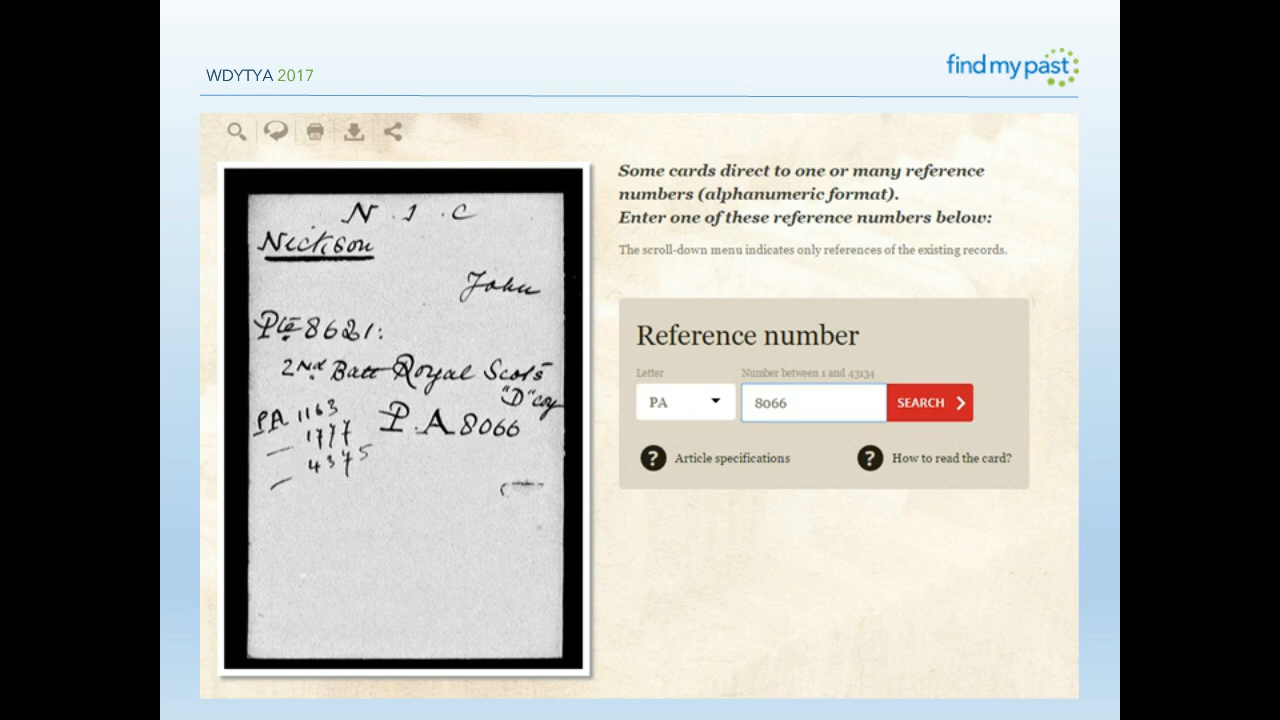 WDYTYA 2017
findmypast
N . I . C
Nickson
John
Pte 8621:
2nd Batt Royal Scots
"D" coy
PA 1163
P.A 8066
— 1777
— 4375
Some cards direct to one or many reference
numbers (alphanumeric format).
Enter one of these reference numbers below:
The scroll-down menu indicates only references of the existing records.
Reference number
Letter
Number between 1 and 43134
PA
8066
SEARCH
? Article specifications
? How to read the card?